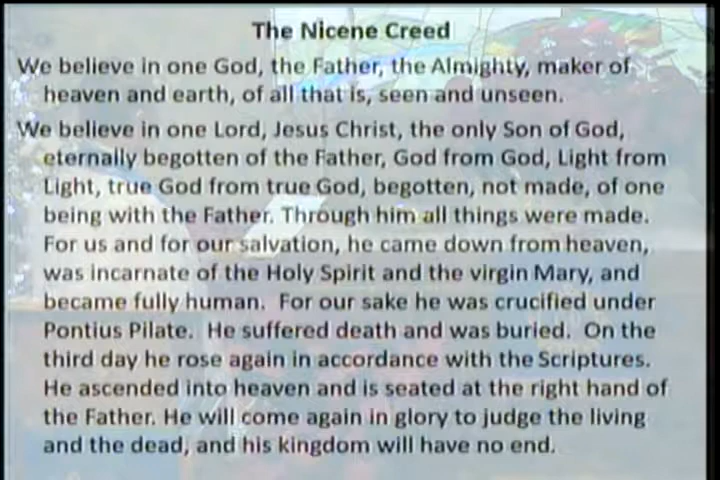 The Nicene Creed
We believe in one God, the Father, the Almighty, maker of
heaven and earth, of all that is, seen and unseen.
We believe in one Lord, Jesus Christ, the only Son of God,
eternally begotten of the Father, God from God, Light from
Light, true God from true God, begotten, not made, of one
being with the Father. Through him all things were made.
For us and for our salvation, he came down from heaven,
was incarnate of the Holy Spirit and the virgin Mary, and
became fully human. For our sake he was crucified under
Pontius Pilate. He suffered death and was buried. On the
third day he rose again in accordance with the Scriptures.
He ascended into heaven and is seated at the right hand of
the Father. He will come again in glory to judge the living
and the dead, and his kingdom will have no end.